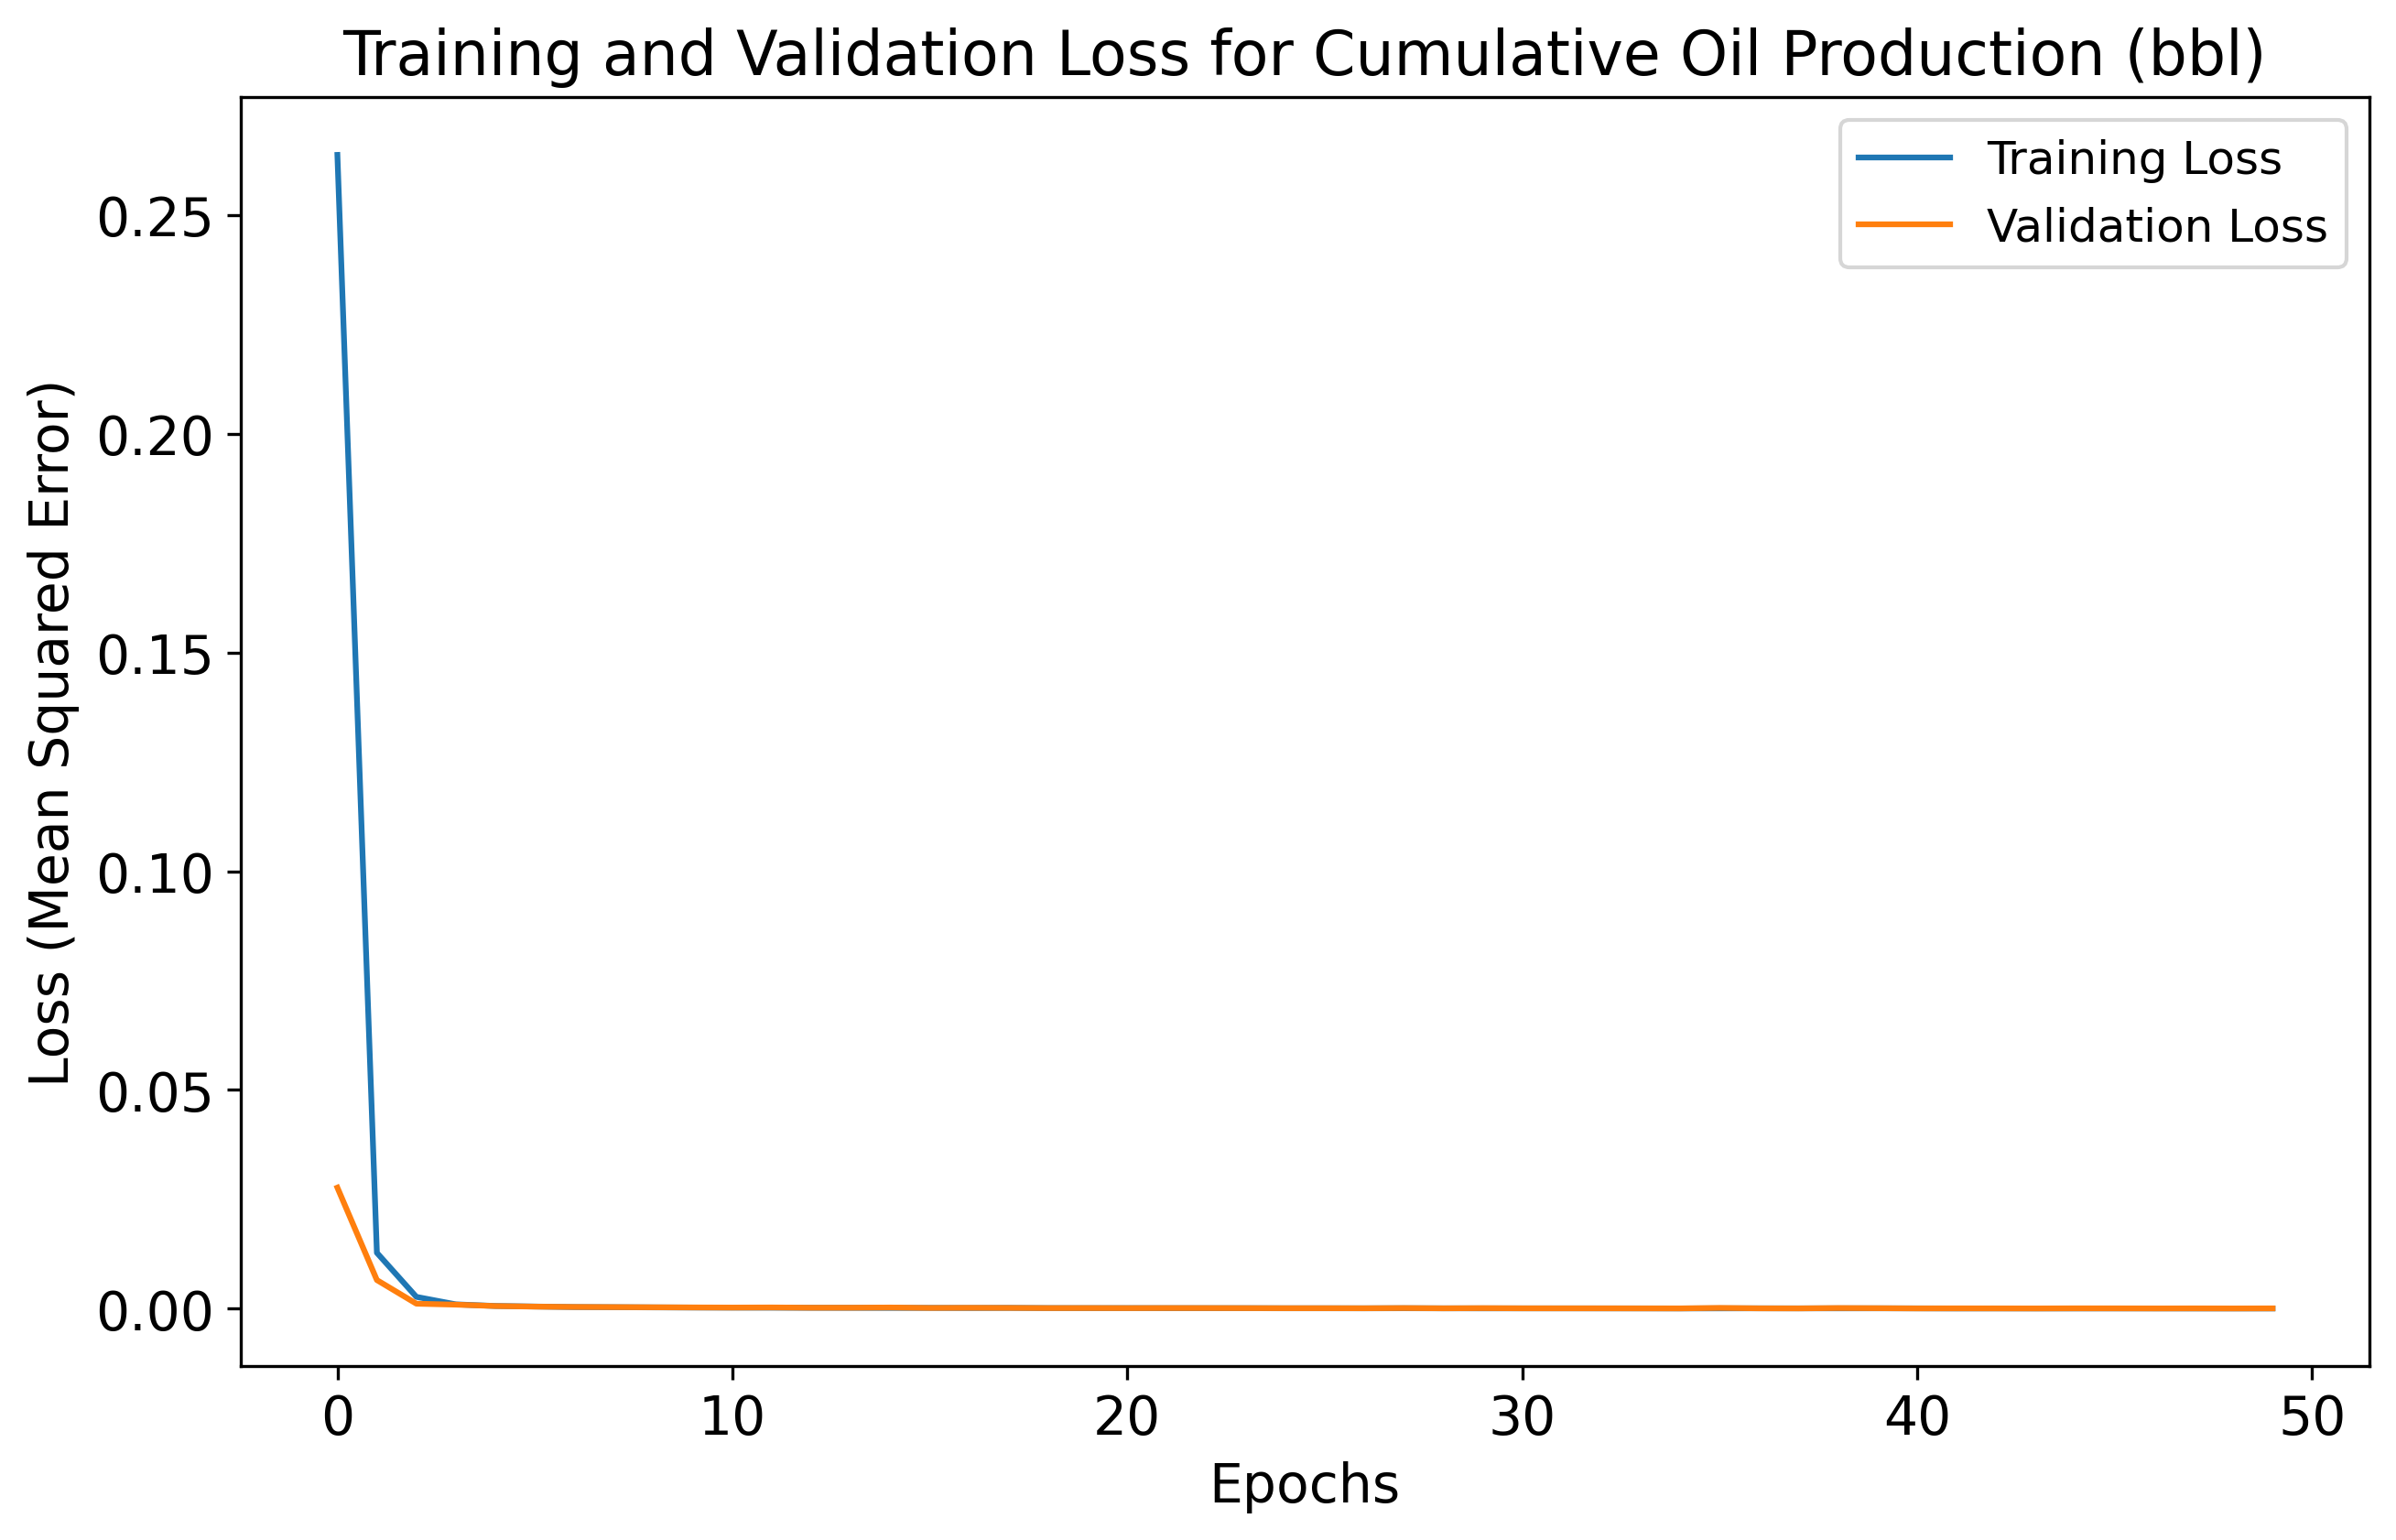 Training and Validation Loss for Cumulative Oil Production (bbl)
Training Loss
Validation Loss
Loss (Mean Squared Error)
0.25
0.20
0.15
0.10
0.05
0.00
0 10 20 30 40 50
Epochs